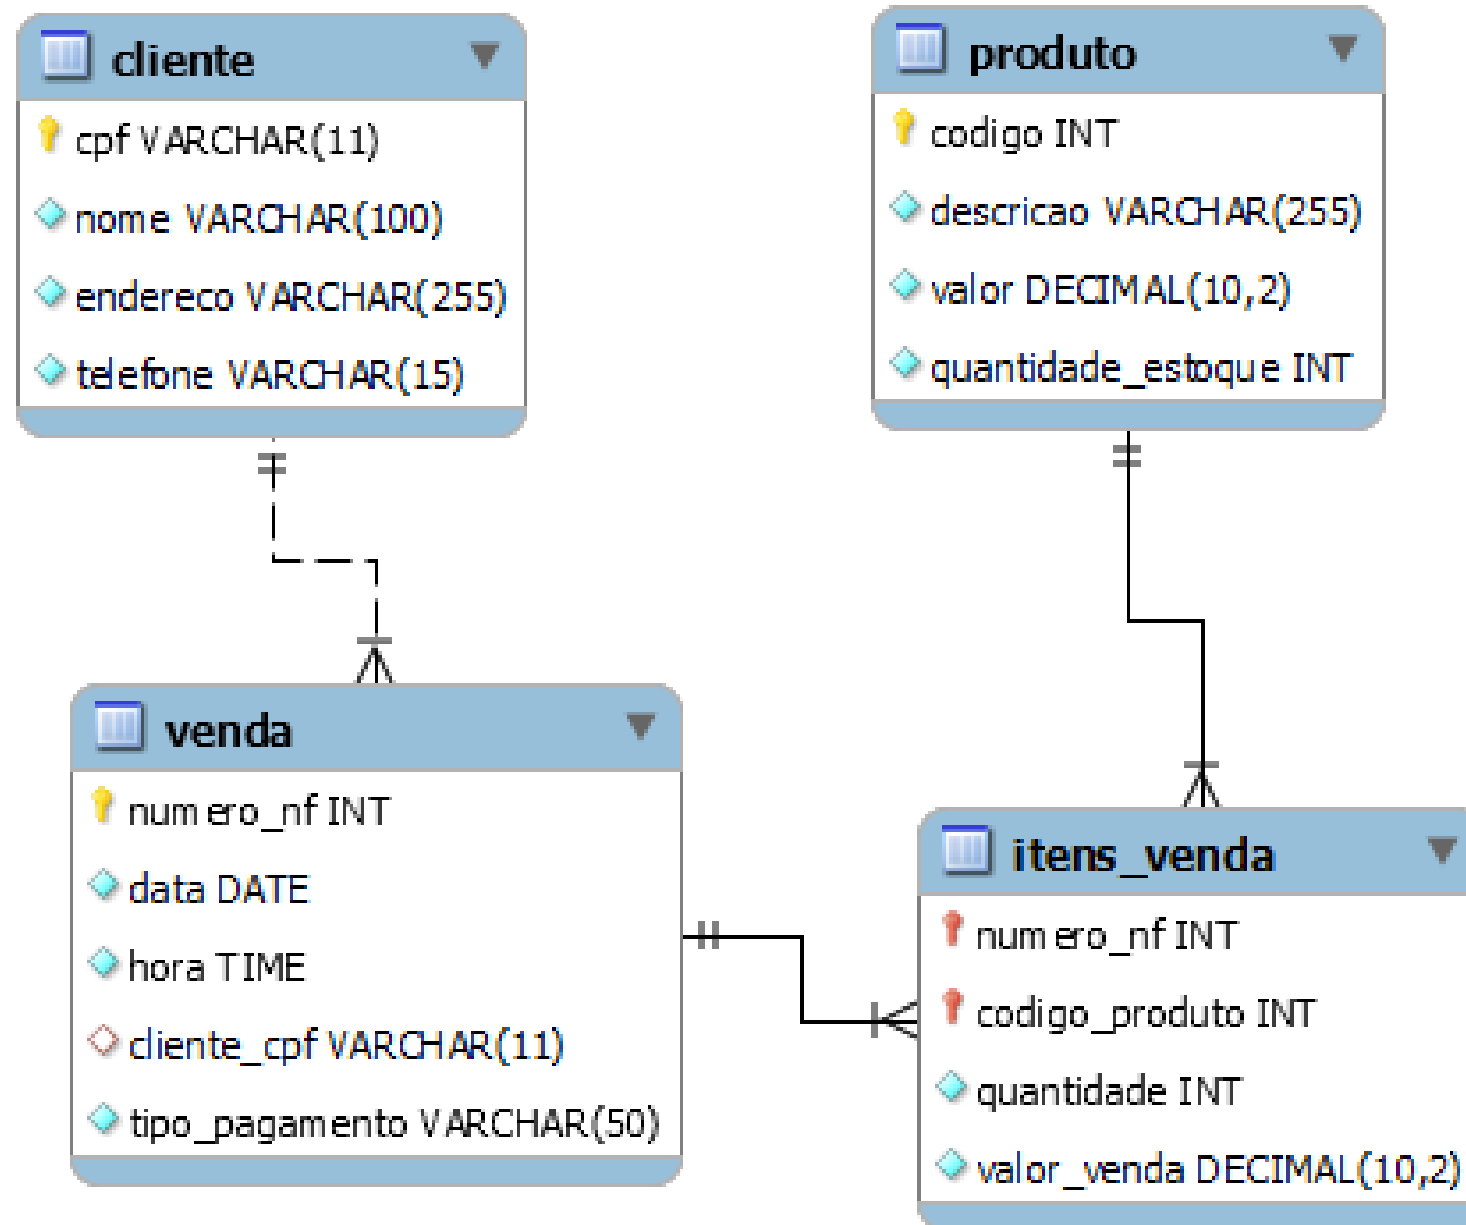 cliente
cpf VARCHAR(11)
nome VARCHAR(100)
endereco VARCHAR(255)
telefone VARCHAR(15)
produto
codigo INT
descricao VARCHAR(255)
valor DECIMAL(10,2)
quantidade_estoque INT
venda
numero_nf INT
data DATE
hora TIME
cliente_cpf VARCHAR(11)
tipo_pagamento VARCHAR(50)
itens_venda
numero_nf INT
codigo_produto INT
quantidade INT
valor_venda DECIMAL(10,2)